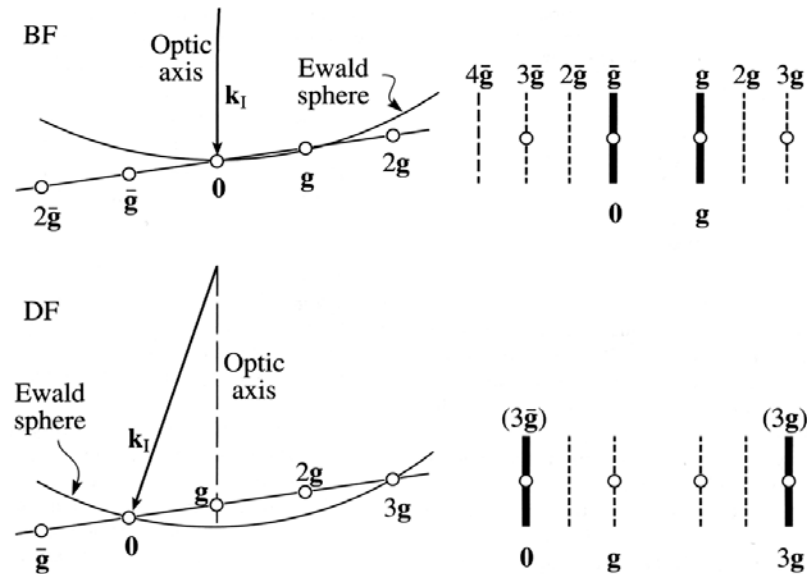 BF
Optic
axis
k_I
Ewald
sphere
2ḡ ḡ 0 g 2g
4ḡ 3ḡ 2ḡ ḡ g 2g 3g
0 g
DF
Ewald
sphere
k_I
Optic
axis
ḡ 0 g 2g 3g
(3ḡ) (3g)
0 g 3g